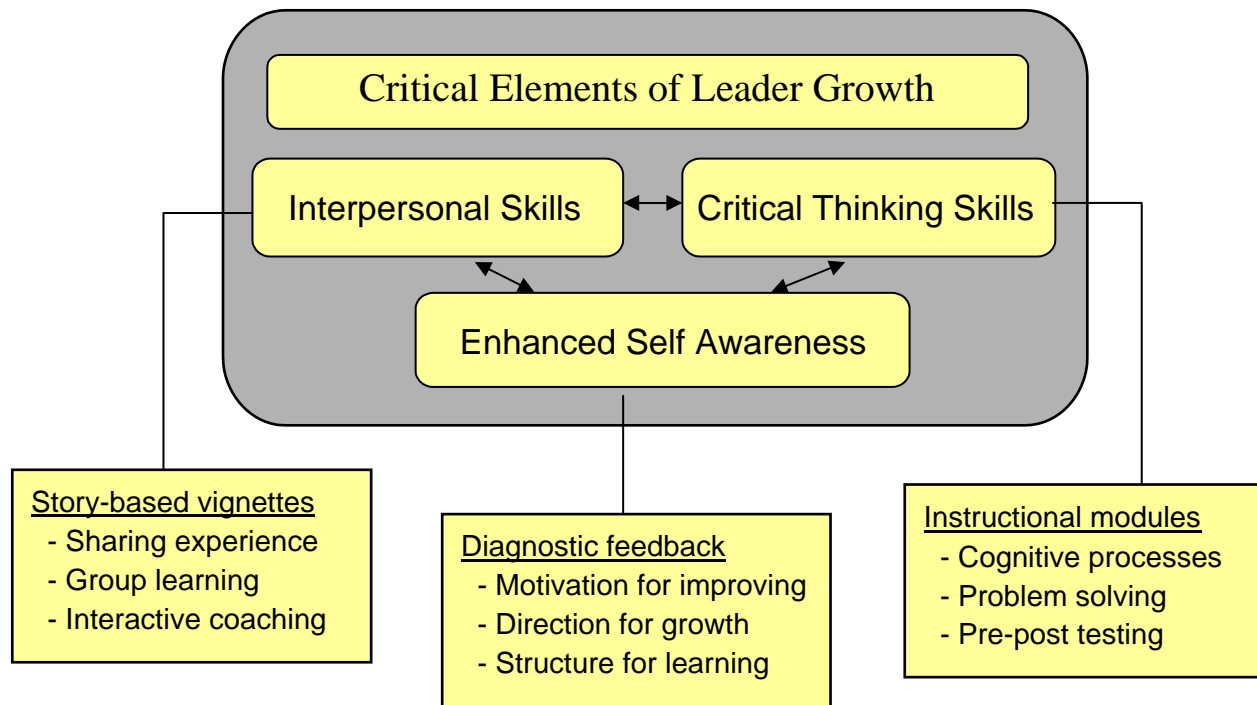 Critical Elements of Leader Growth
Interpersonal Skills
Critical Thinking Skills
Enhanced Self Awareness
Story-based vignettes
- Sharing experience
- Group learning
- Interactive coaching
Diagnostic feedback
- Motivation for improving
- Direction for growth
- Structure for learning
Instructional modules
- Cognitive processes
- Problem solving
- Pre-post testing